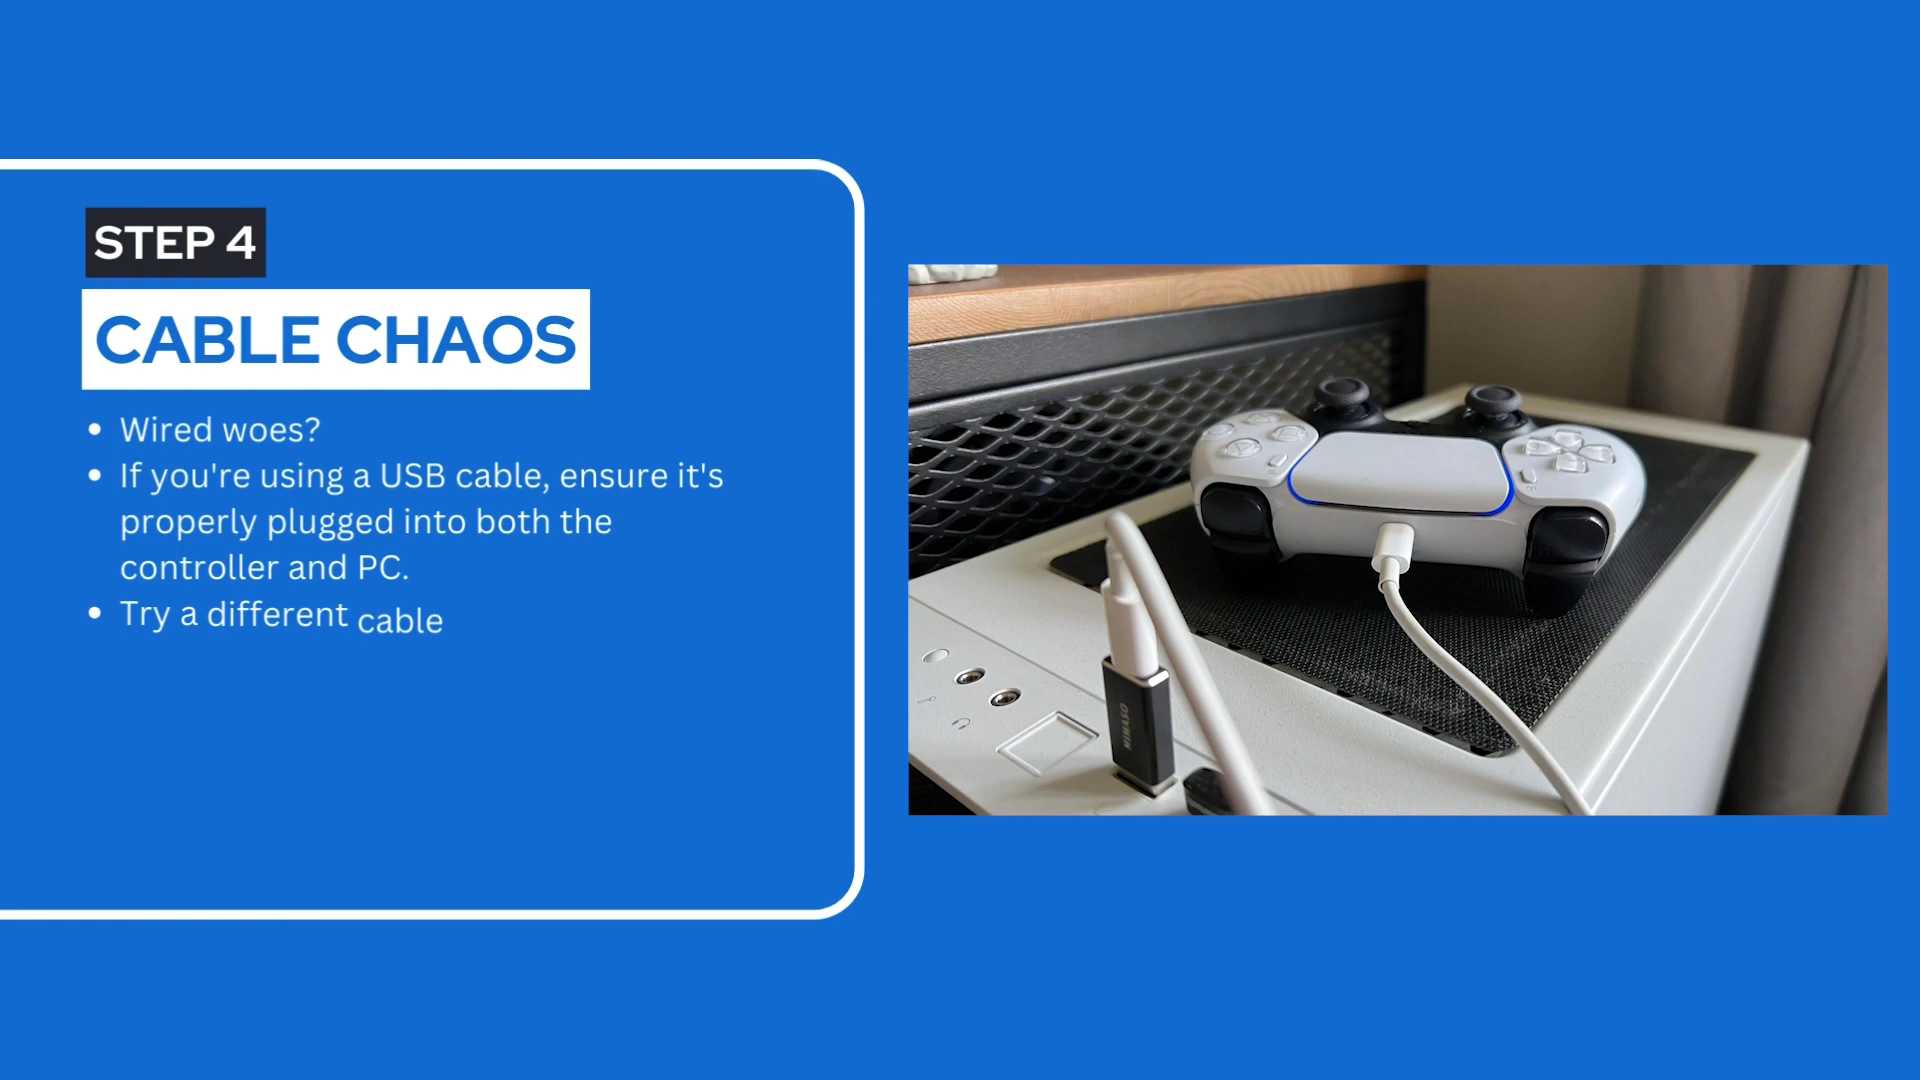 STEP 4
CABLE CHAOS
• Wired woes?
• If you're using a USB cable, ensure it's
properly plugged into both the
controller and PC.
• Try a different cable
NIMASO